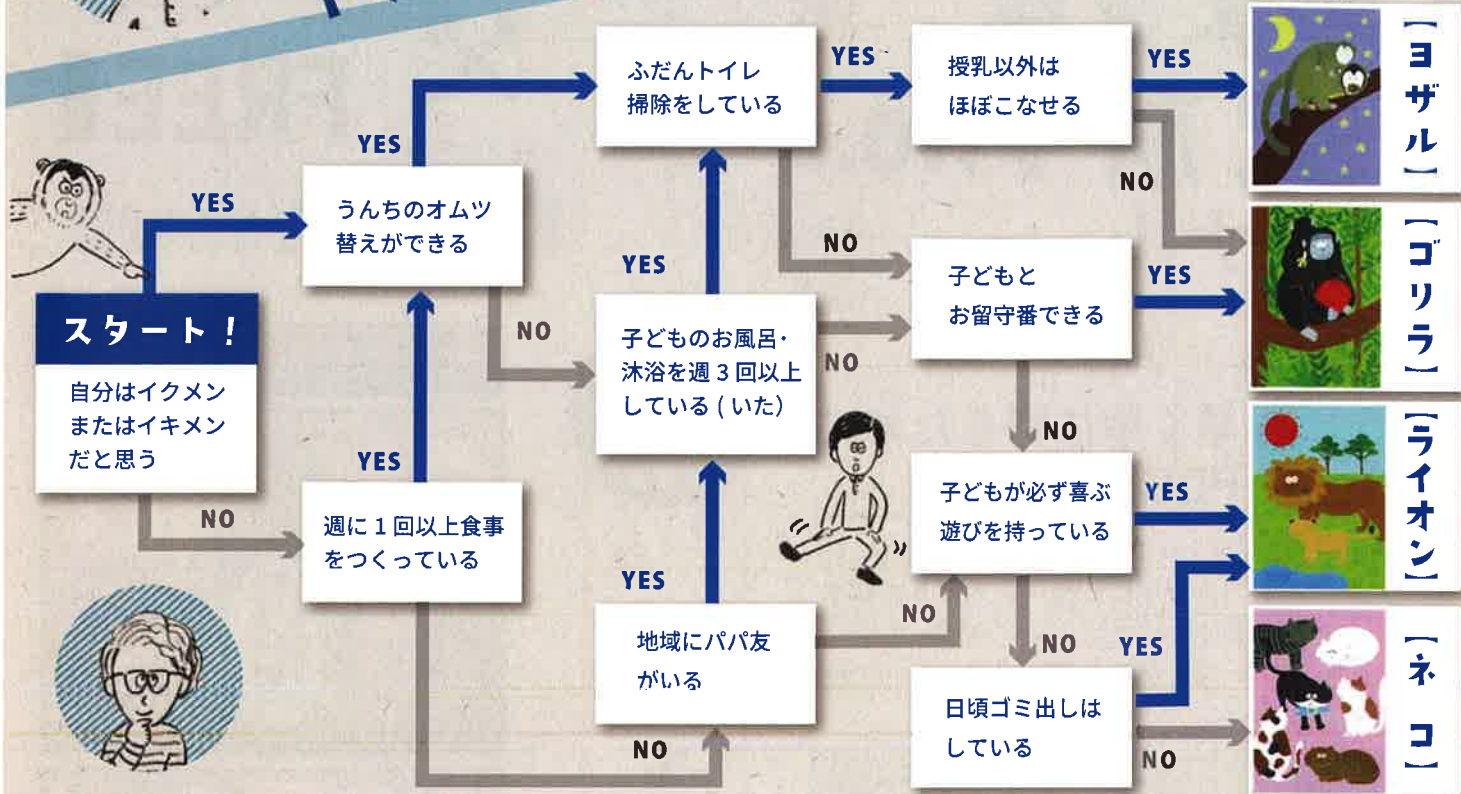 スタート！
自分はイクメン
またはイキメン
だと思う
YES
NO
うんちのオムツ
替えができる
YES
NO
週に1回以上食事
をつくっている
YES
NO
ふだんトイレ
掃除をしている
YES
NO
子どものお風呂・
沐浴を週3回以上
している(いた)
YES
NO
地域にパパ友
がいる
YES
NO
授乳以外は
ほぼこなせる
YES
NO
子どもと
お留守番できる
YES
NO
子どもが必ず喜ぶ
遊びを持っている
YES
NO
日頃ゴミ出しは
している
YES
NO
【ヨザル】
【ゴリラ】
【ライオン】
【ネコ】